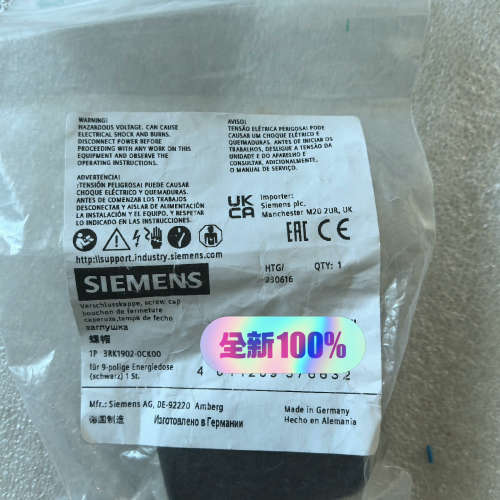 WARNING!
HAZARDOUS VOLTAGE. CAN CAUSE
ELECTRICAL SHOCK AND BURNS.
DISCONNECT POWER BEFORE
PROCEEDING WITH ANY WORK ON THIS
EQUIPMENT AND OBSERVE THE
OPERATING INSTRUCTIONS.
ADVERTENCIA!
¡TENSIÓN PELIGROSA! PUEDE CAUSAR
CHOQUE ELÉCTRICO Y QUEMADURAS.
ANTES DE COMENZAR LOS TRABAJOS
DESCONECTAR Y AISLAR DE ALIMENTACIÓN
LA INSTALACIÓN Y EL EQUIPO, Y RESPETAR
LO INDICADO EN LAS INSTRUCCIONES.
AVISO!
TENSÃO ELÉTRICA PERIGOSA! PODE
CAUSAR UM CHOQUE ELÉTRICO E
QUEIMADURAS. ANTES DE INICIAR OS
TRABALHOS, DESLIGUE A TENSÃO DA
UNIDADE E DO APARELHO E
CONSULTAR, ADICIONALMENTE,
O MANUAL DE SERVIÇO.
UK
CA
Importer:
Siemens plc.
Manchester M20 2UR, UK
EAC CE
http://support.industry.siemens.com
SIEMENS
HTG/
230616
QTY: 1
Verschlusskappe, screw cap
bouchon de fermeture
caperuza,tampa de fecho
заглушка
螺帽
1P 3RK1902-0CK00
für 9-polige Energiedose
(schwarz) 1 St.
全新100%
Mfr.: Siemens AG, DE-92220 Amberg
德国制造
Изготовлено в Германии
Made in Germany
Hecho en Alemania